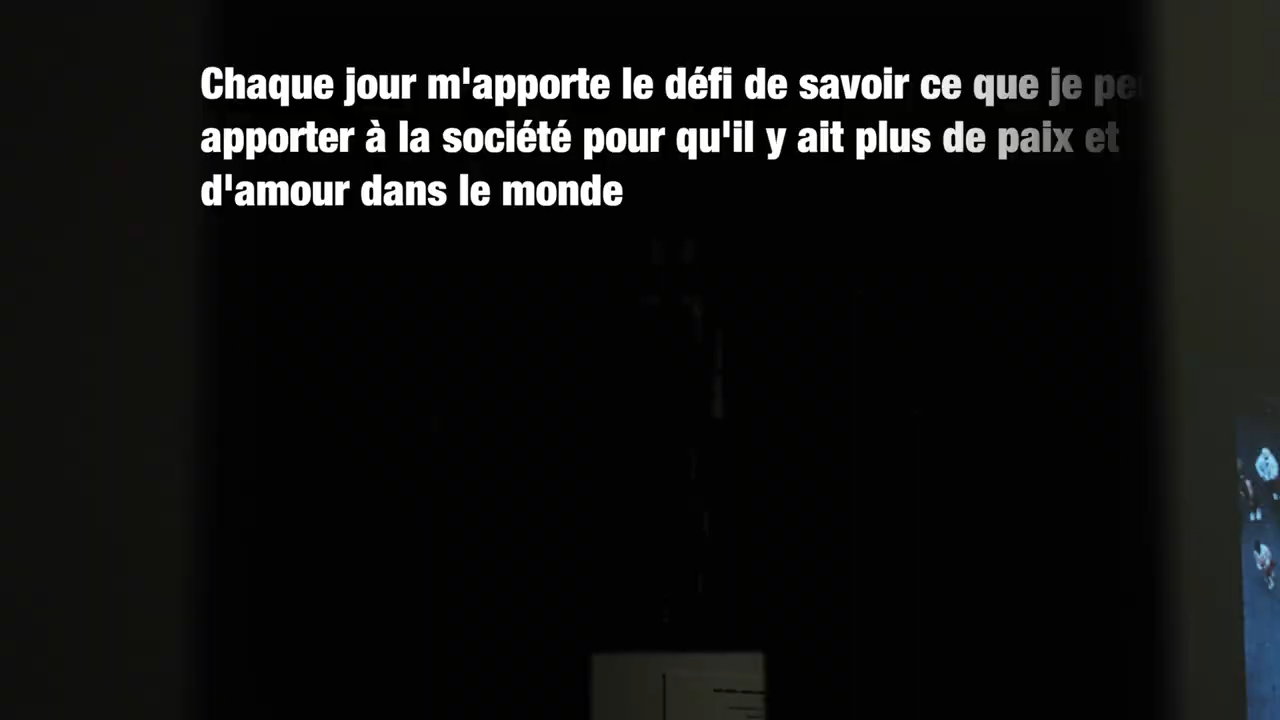 Chaque jour m'apporte le défi de savoir ce que je
apporter à la société pour qu'il y ait plus de paix et
d'amour dans le monde